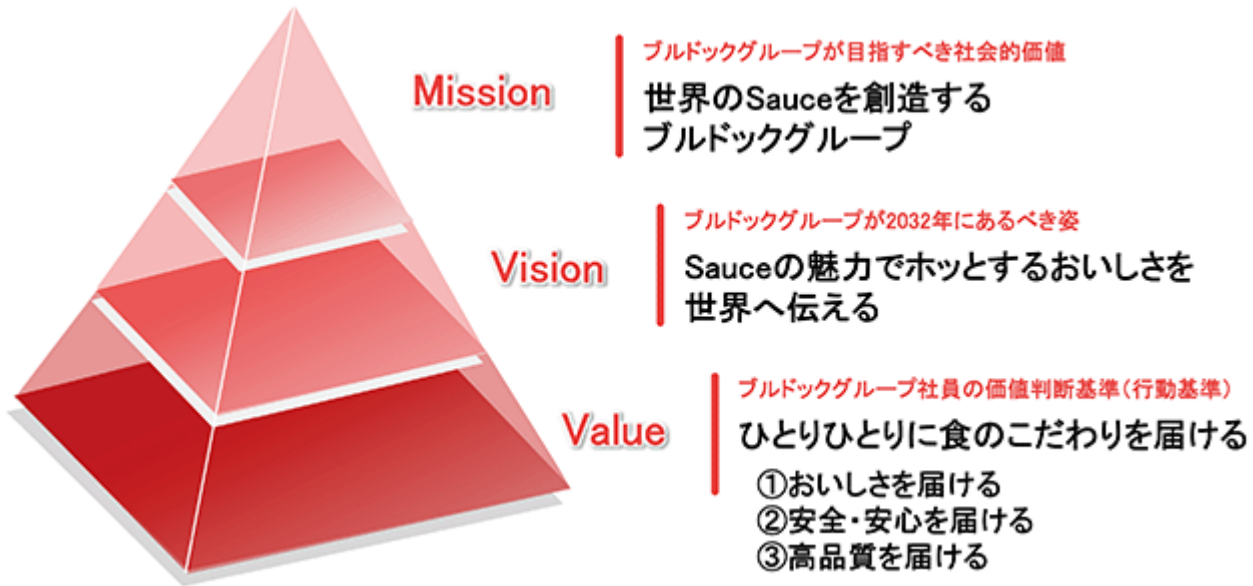 Mission
ブルドックグループが目指すべき社会的価値
世界のSauceを創造する
ブルドックグループ
Vision
ブルドックグループが2032年にあるべき姿
Sauceの魅力でホッとするおいしさを
世界へ伝える
Value
ブルドックグループ社員の価値判断基準(行動基準)
ひとりひとりに食のこだわりを届ける
①おいしさを届ける
②安全・安心を届ける
③高品質を届ける